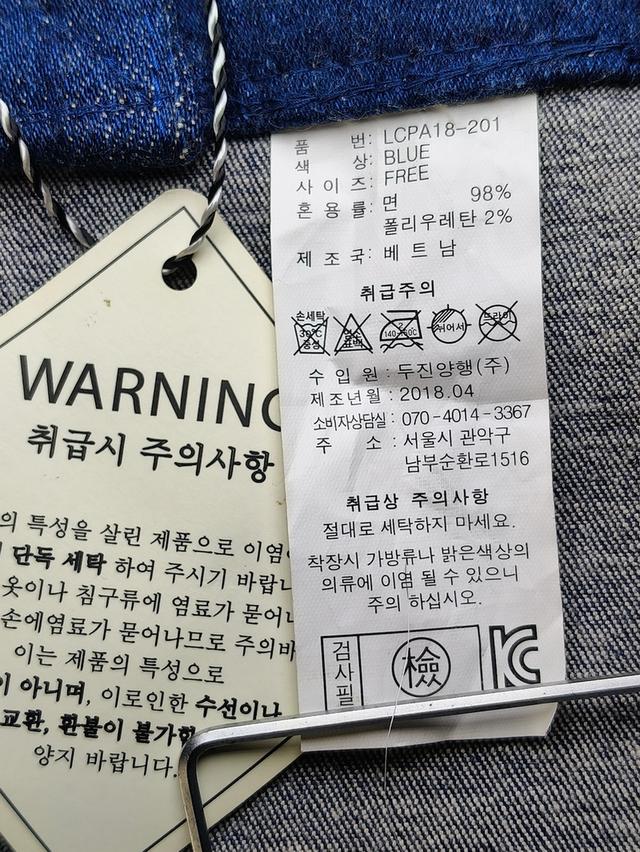 품 번: LCPA18-201
색 상: BLUE
사 이 즈: FREE
혼 용 률: 면 98%
폴리우레탄 2%
제 조 국: 베 트 남
취급주의
손세탁
30℃
중성
염소
표백
140-160℃
뉘어서
드라이
수 입 원 : 두진양행(주)
제조년월 : 2018.04
소비자상담실: 070-4014-3367
주 소 : 서울시 관악구
남부순환로1516
취급상 주의사항
절대로 세탁하지 마세요.
착장시 가방류나 밝은색상의
의류에 이염 될 수 있으니
주의 하십시오.
검사필
檢
KC
WARNING
취급시 주의사항
의 특성을 살린 제품으로 이염
단독 세탁 하여 주시기 바랍니
옷이나 침구류에 염료가 묻어
손에염료가 묻어나므로 주의바
이는 제품의 특성으로
이 아니며, 이로인한 수선이나
교환, 환불이 불가
양지 바랍니다.